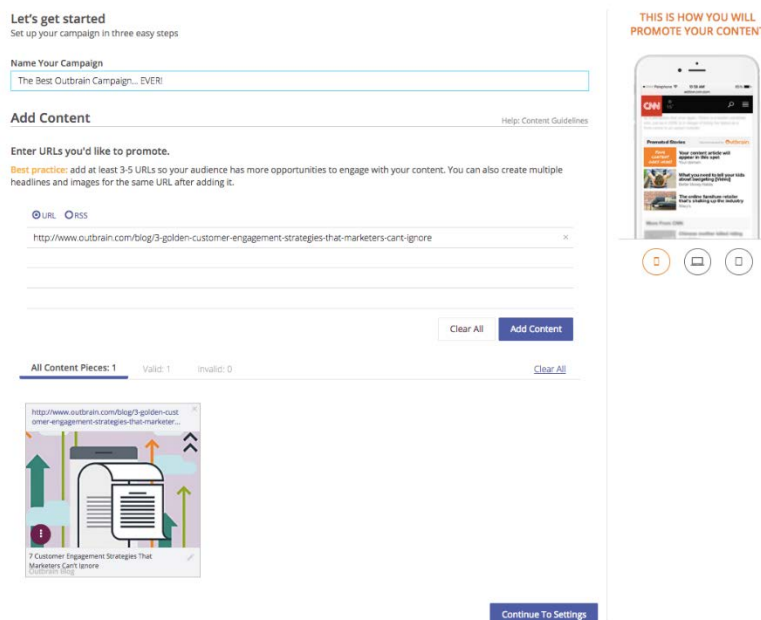 Let's get started
Set up your campaign in three easy steps
Name Your Campaign
The Best Outbrain Campaign... EVER!
Add Content
Help: Content Guidelines
Enter URLs you'd like to promote.
Best practice: add at least 3-5 URLs so your audience has more opportunities to engage with your content. You can also create multiple
headlines and images for the same URL after adding it.
URL RSS
http://www.outbrain.com/blog/3-golden-customer-engagement-strategies-that-marketers-cant-ignore
Clear All
Add Content
All Content Pieces: 1
Valid: 1
Invalid: 0
Clear All
http://www.outbrain.com/blog/3-golden-cust
omer-engagement-strategies-that-marketer...
7 Customer Engagement Strategies That
Marketers Can't Ignore
Outbrain Blog
Continue To Settings
THIS IS HOW YOU WILL
PROMOTE YOUR CONTENT
CNN
Promoted Stories
Outbrain
Your content article will
appear in this spot
What you need to tell your kids
about budgeting [Video]
The online furniture retailer
that's shaking up the industry
More From CNN